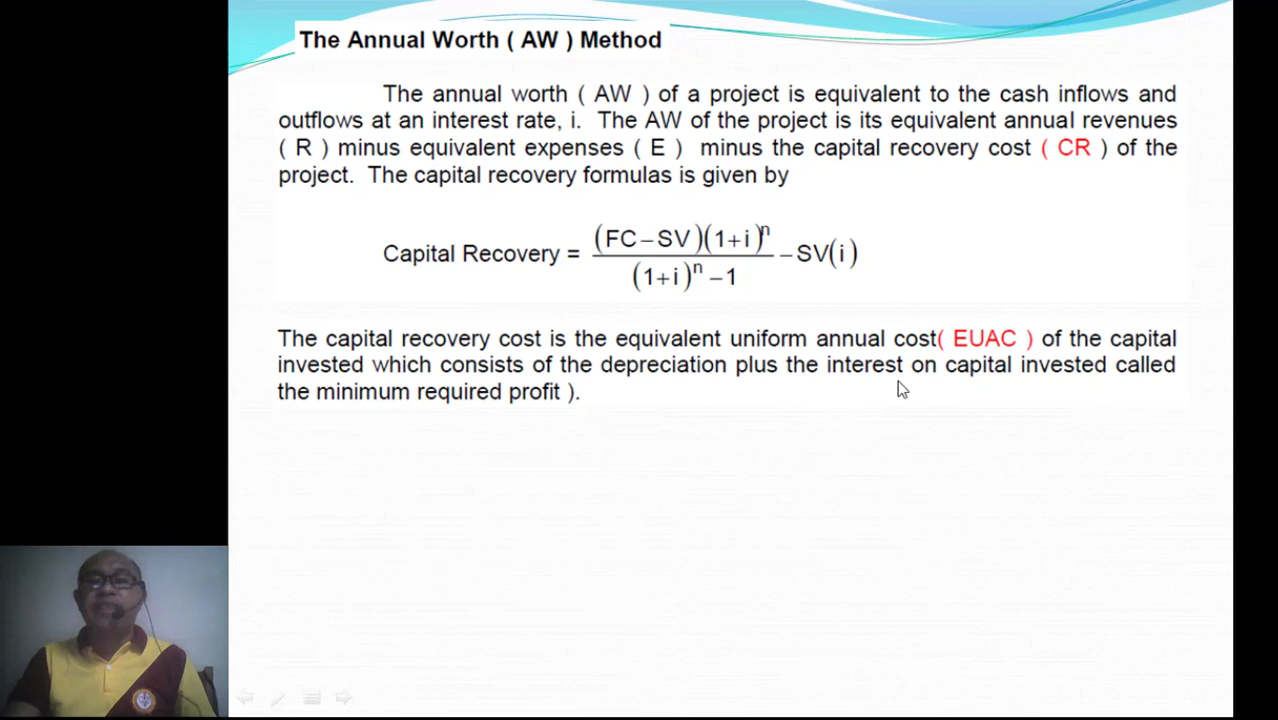 The Annual Worth ( AW ) Method
The annual worth ( AW ) of a project is equivalent to the cash inflows and
outflows at an interest rate, i. The AW of the project is its equivalent annual revenues
( R ) minus equivalent expenses ( E ) minus the capital recovery cost ( CR ) of the
project. The capital recovery formulas is given by
Capital Recovery = (FC – SV)(1+i)^n / (1+i)^n – 1 – SV(i)
The capital recovery cost is the equivalent uniform annual cost( EUAC ) of the capital
invested which consists of the depreciation plus the interest on capital invested called
the minimum required profit ).